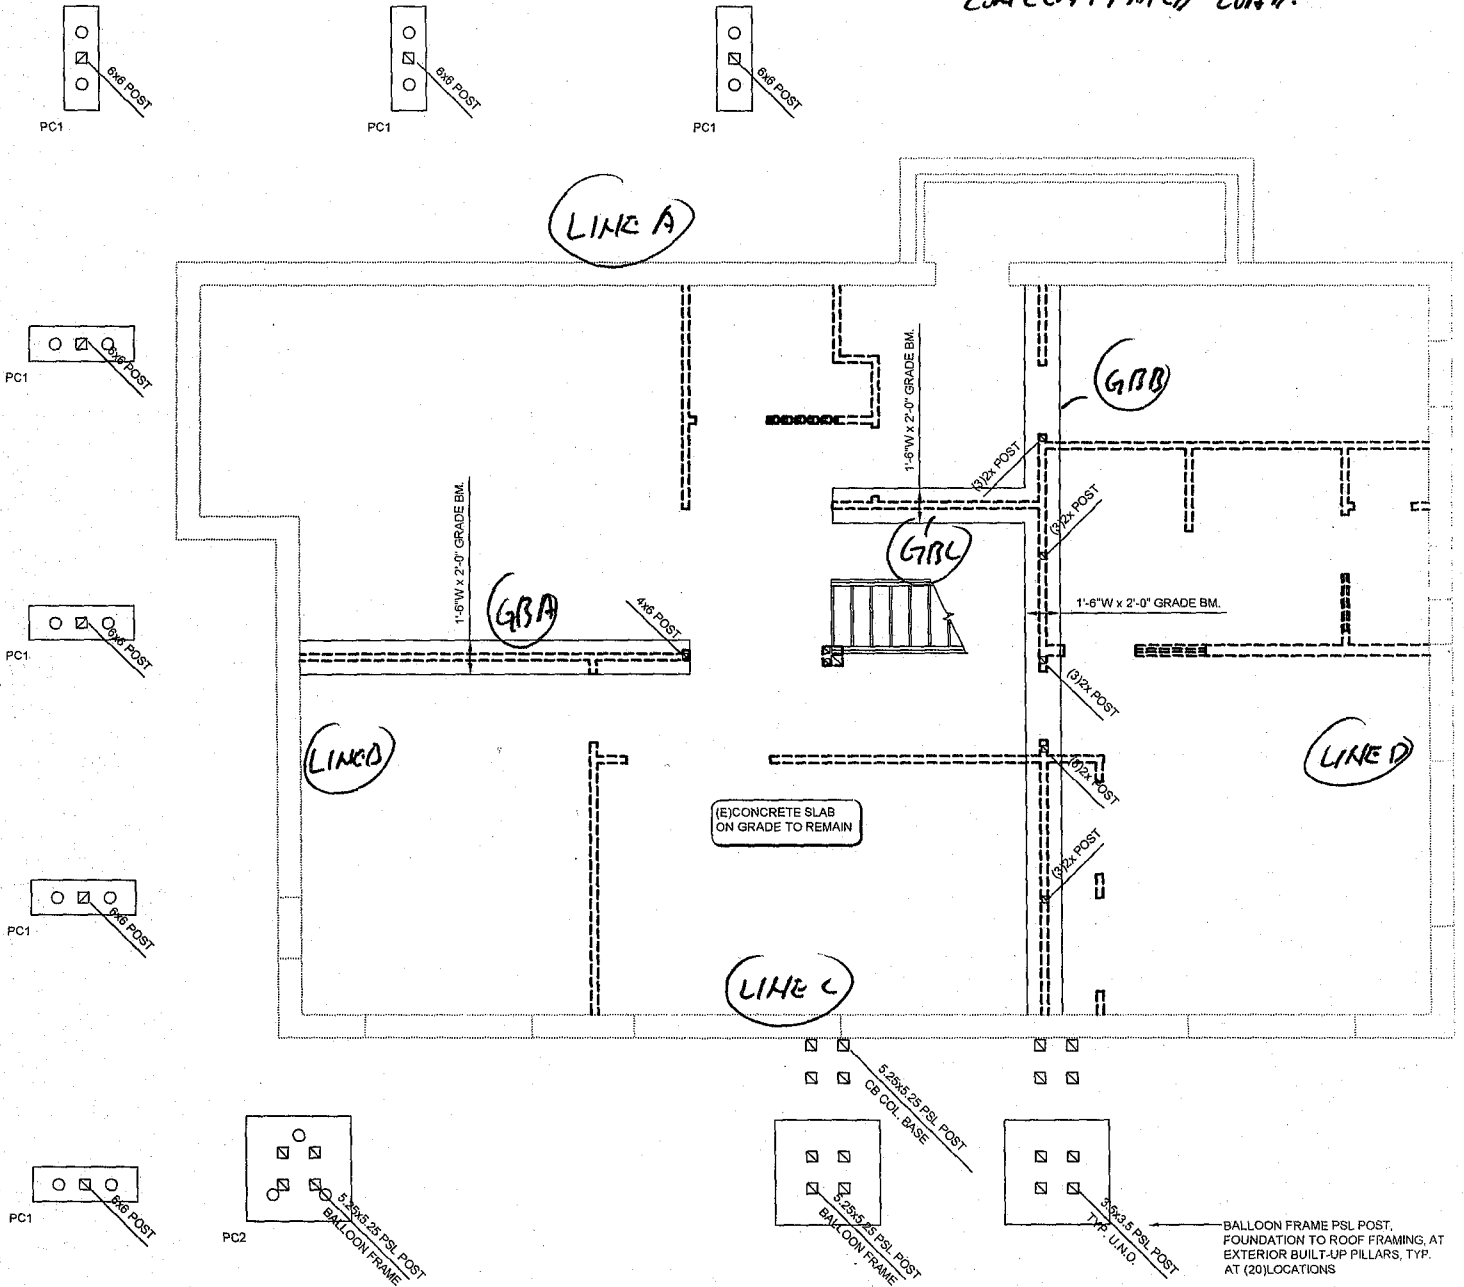 CONCENTRATED LOAD.
6x6 POST
6x6 POST
6x6 POST
PC1
PC1
PC1
LINE A
6x6 POST
PC1
1'-6"W x 2'-0" GRADE BM.
GBB
(3)2x POST
1'-6"W x 2'-0" GRADE BM.
(3)2x POST
GBC
GBA
4x6 POST
1'-6"W x 2'-0" GRADE BM.
6x6 POST
PC1
(3)2x POST
LINE B
LINE D
(3)2x POST
(E)CONCRETE SLAB
ON GRADE TO REMAIN
(3)2x POST
6x6 POST
PC1
LINE C
5.25x5.25 PSL POST
CB COL. BASE
6x6 POST
PC1
PC2
5.25x5.25 PSL POST
BALLOON FRAME
5.25x5.25 PSL POST
BALLOON FRAME
3.5x3.5 PSL POST
TYP. U.N.O.
BALLOON FRAME PSL POST,
FOUNDATION TO ROOF FRAMING, AT
EXTERIOR BUILT-UP PILLARS, TYP.
AT (20)LOCATIONS